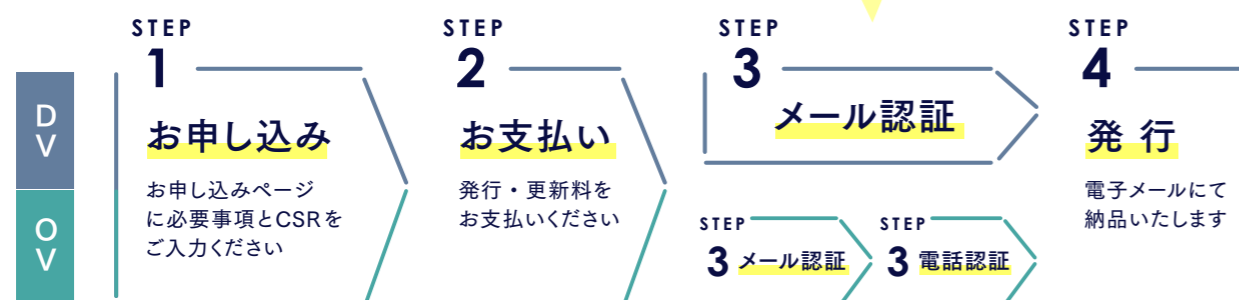 DV
OV
STEP
1
お申し込み
お申し込みページ
に必要事項とCSRを
ご入力ください
STEP
2
お支払い
発行・更新料を
お支払いください
STEP
3
メール認証
STEP
3 メール認証
STEP
3 電話認証
STEP
4
発行
電子メールにて
納品いたします